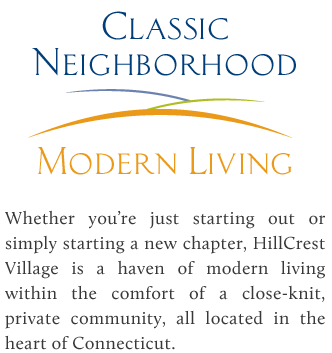 CLASSIC
NEIGHBORHOOD
MODERN LIVING
Whether you're just starting out or
simply starting a new chapter, HillCrest
Village is a haven of modern living
within the comfort of a close-knit,
private community, all located in the
heart of Connecticut.